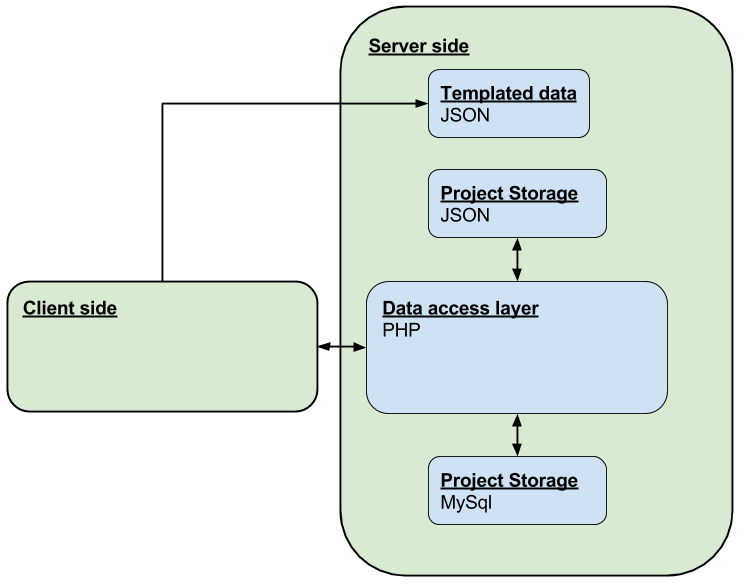 Server side
Templated data
JSON
Project Storage
JSON
Client side
Data access layer
PHP
Project Storage
MySql